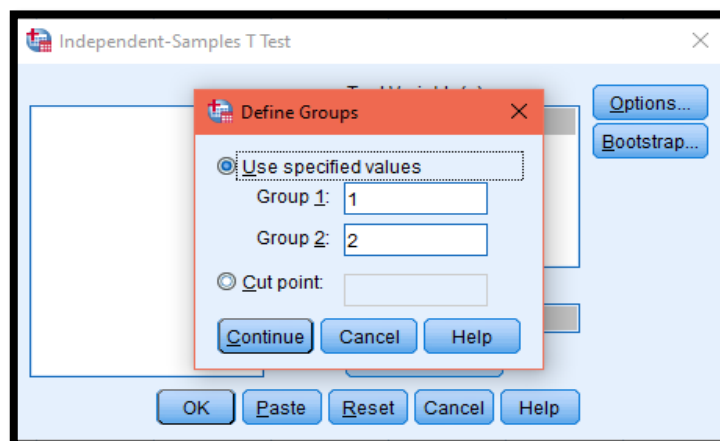 Independent-Samples T Test
Options...
Bootstrap...
Define Groups
Use specified values
Group 1: 1
Group 2: 2
Cut point:
Continue Cancel Help
OK Paste Reset Cancel Help